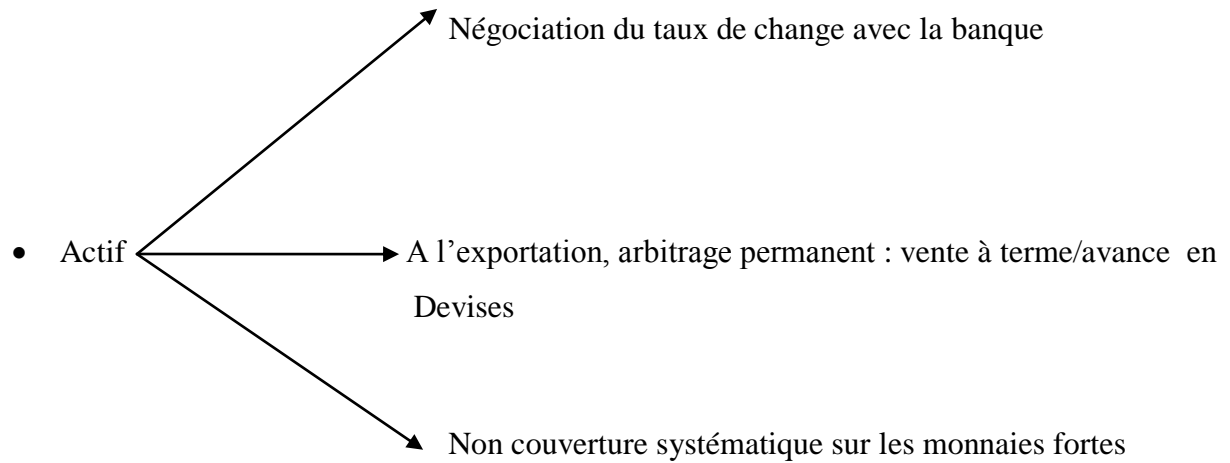 Négociation du taux de change avec la banque
• Actif
A l’exportation, arbitrage permanent : vente à terme/avance en
Devises
Non couverture systématique sur les monnaies fortes